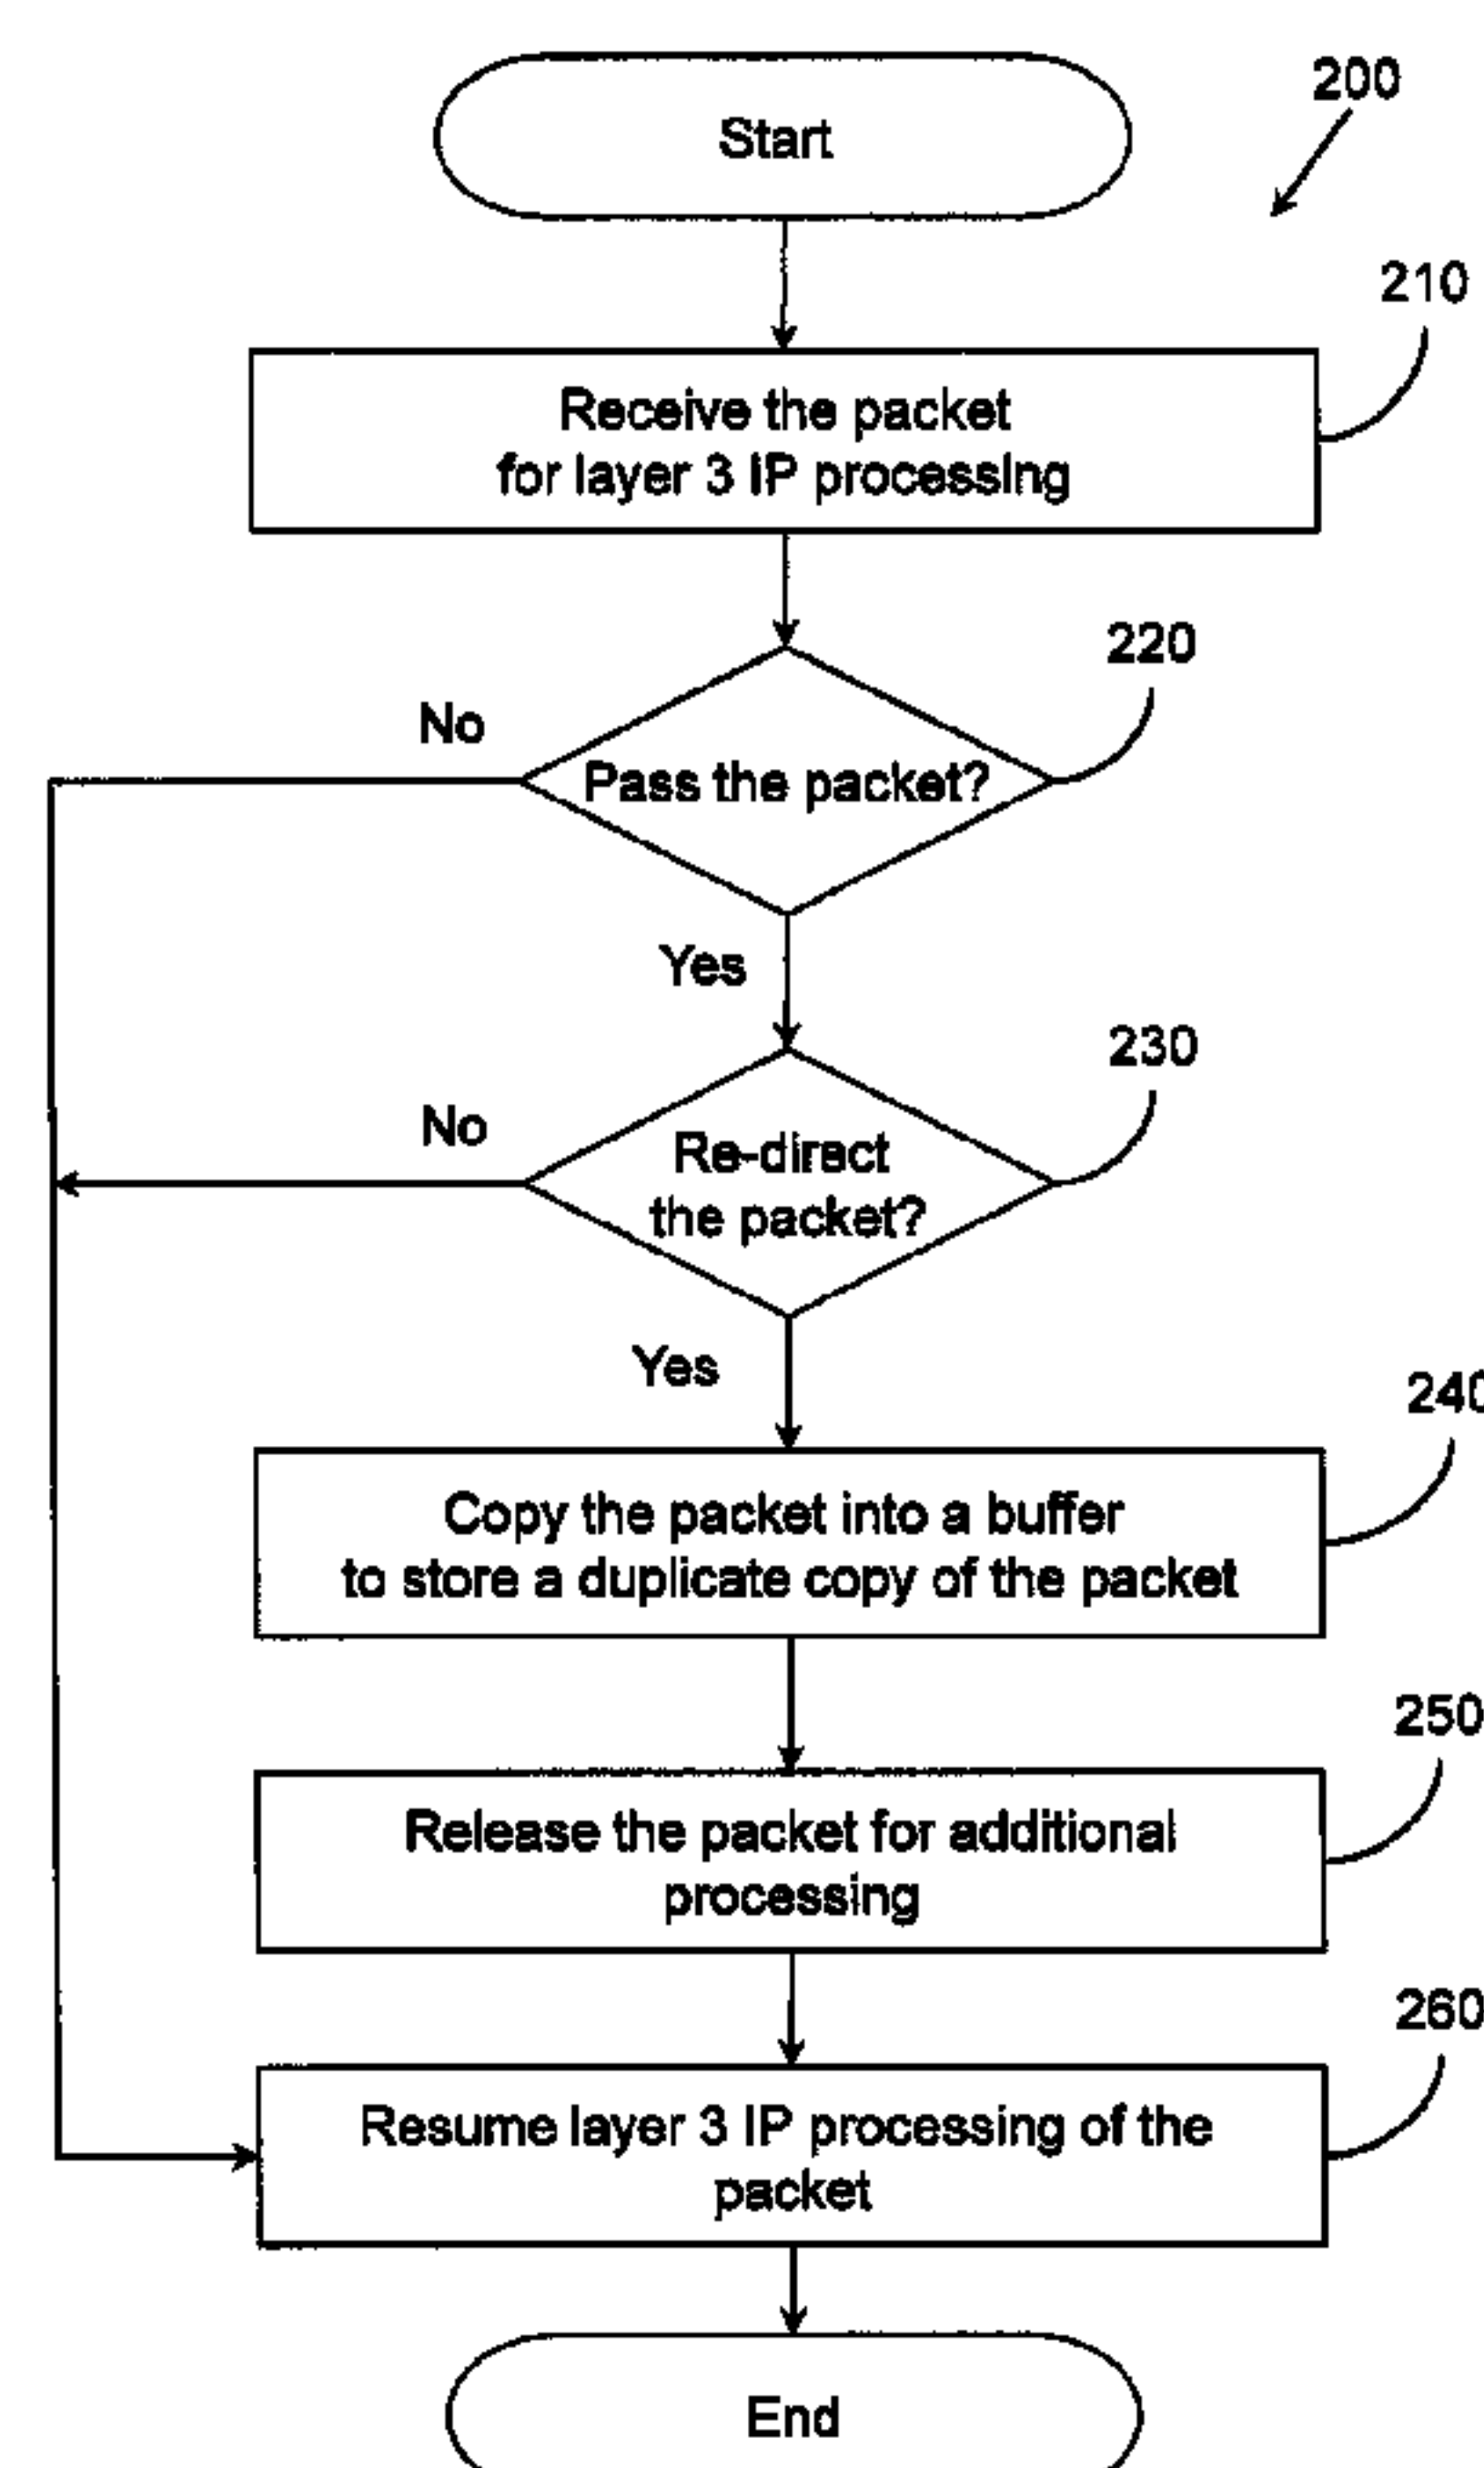 Start
200
210
Receive the packet
for layer 3 IP processing
220
No
Pass the packet?
Yes
230
No
Re-direct
the packet?
Yes
240
Copy the packet into a buffer
to store a duplicate copy of the packet
250
Release the packet for additional
processing
260
Resume layer 3 IP processing of the
packet
End